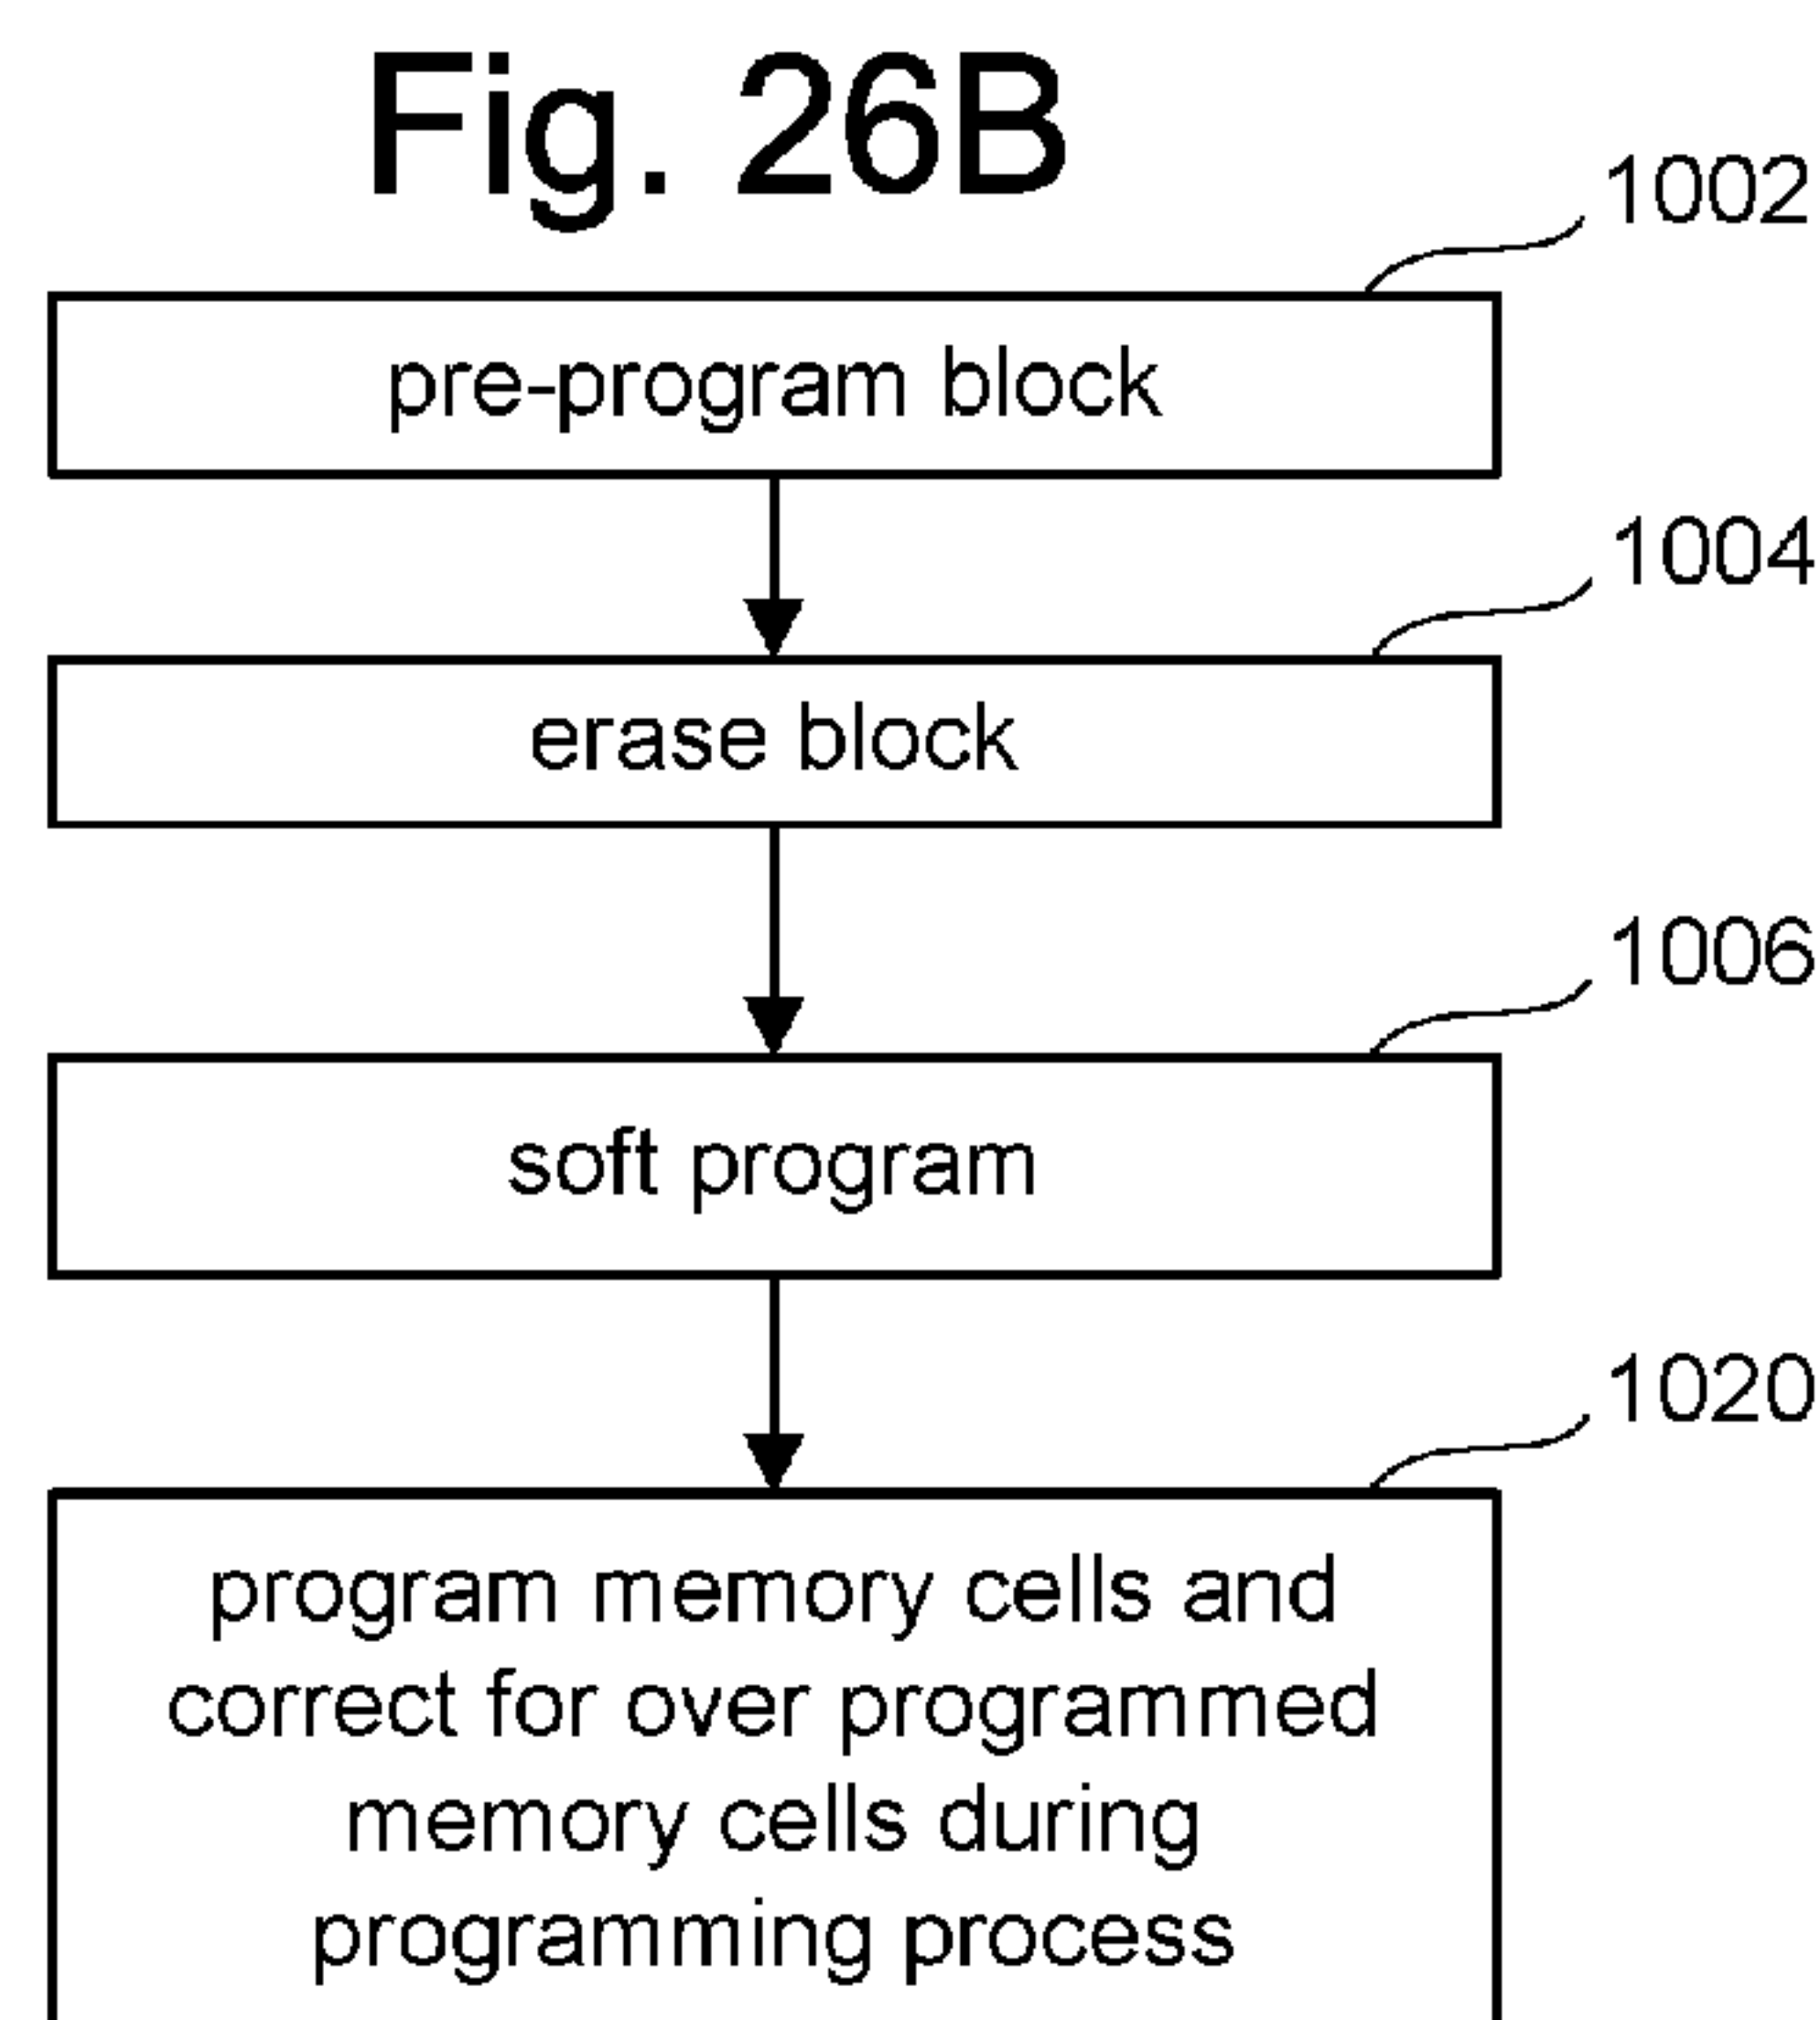 Fig. 26B
1002
pre-program block
1004
erase block
1006
soft program
1020
program memory cells and
correct for over programmed
memory cells during
programming process